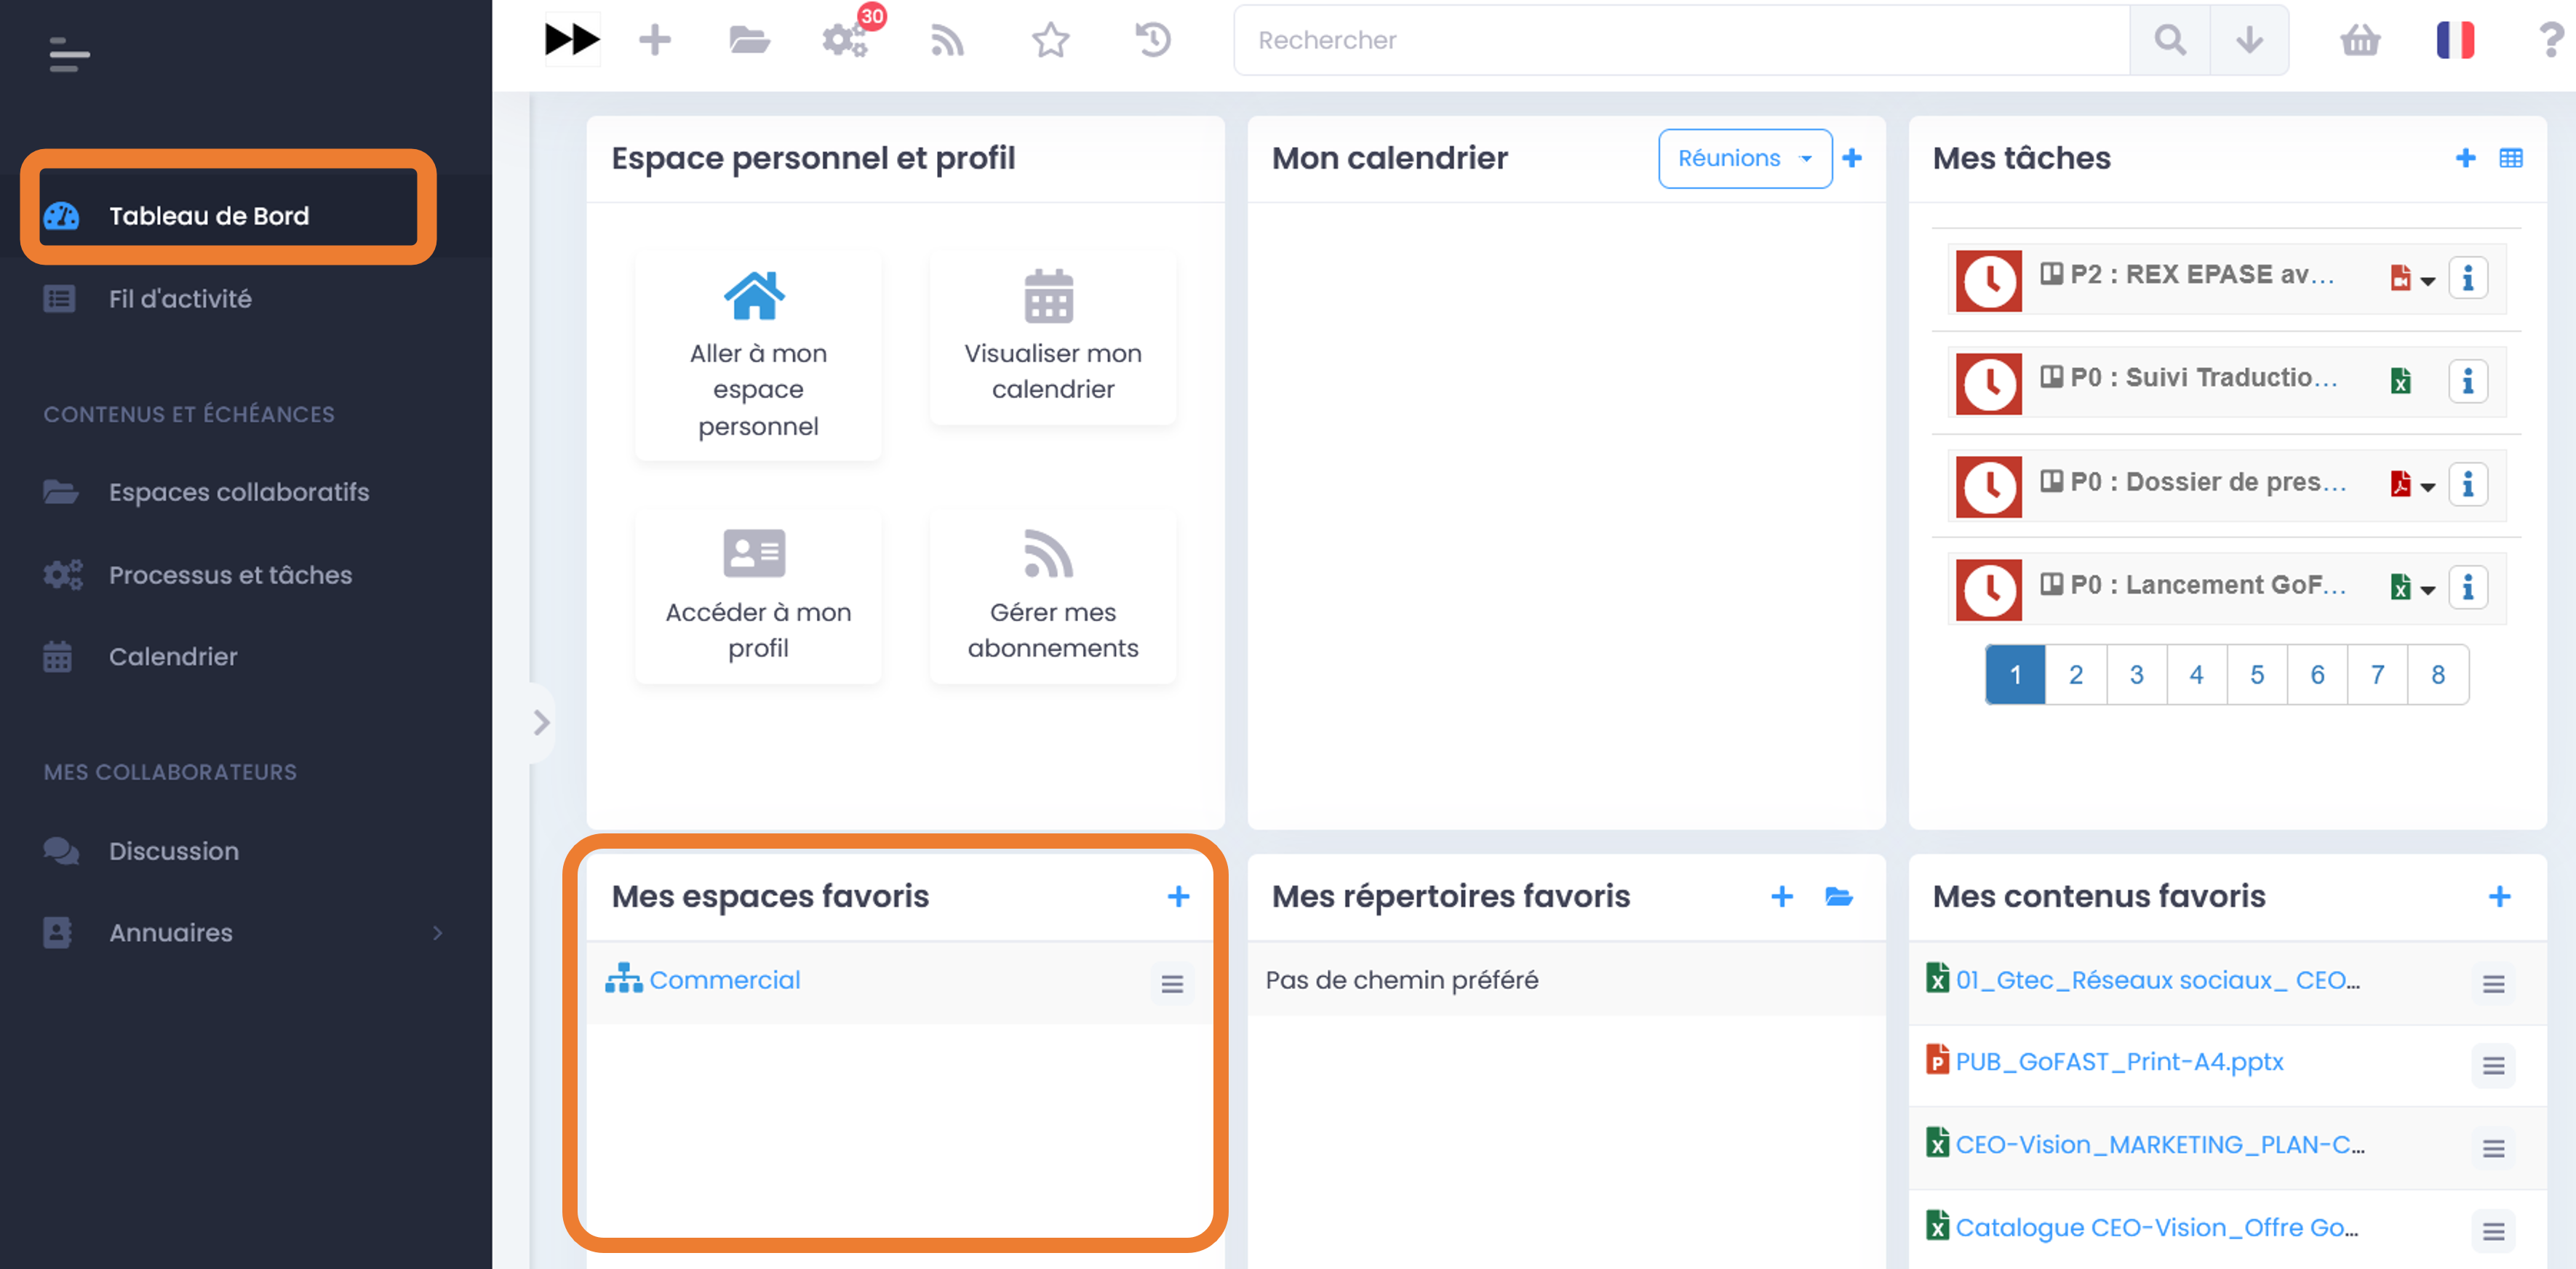 30
Rechercher
Tableau de Bord
Fil d'activité
CONTENUS ET ÉCHÉANCES
Espaces collaboratifs
Processus et tâches
Calendrier
MES COLLABORATEURS
Discussion
Annuaires
Espace personnel et profil
Aller à mon
espace
personnel
Visualiser mon
calendrier
Accéder à mon
profil
Gérer mes
abonnements
Mon calendrier
Réunions
Mes tâches
P2 : REX EPASE av...
P0 : Suivi Traductio...
P0 : Dossier de pres...
P0 : Lancement GoF...
1 2 3 4 5 6 7 8
Mes espaces favoris
Commercial
Mes répertoires favoris
Pas de chemin préféré
Mes contenus favoris
01_Gtec_Réseaux sociaux_ CEO...
PUB_GoFAST_Print-A4.pptx
CEO-Vision_MARKETING_PLAN-C...
Catalogue CEO-Vision_Offre Go...